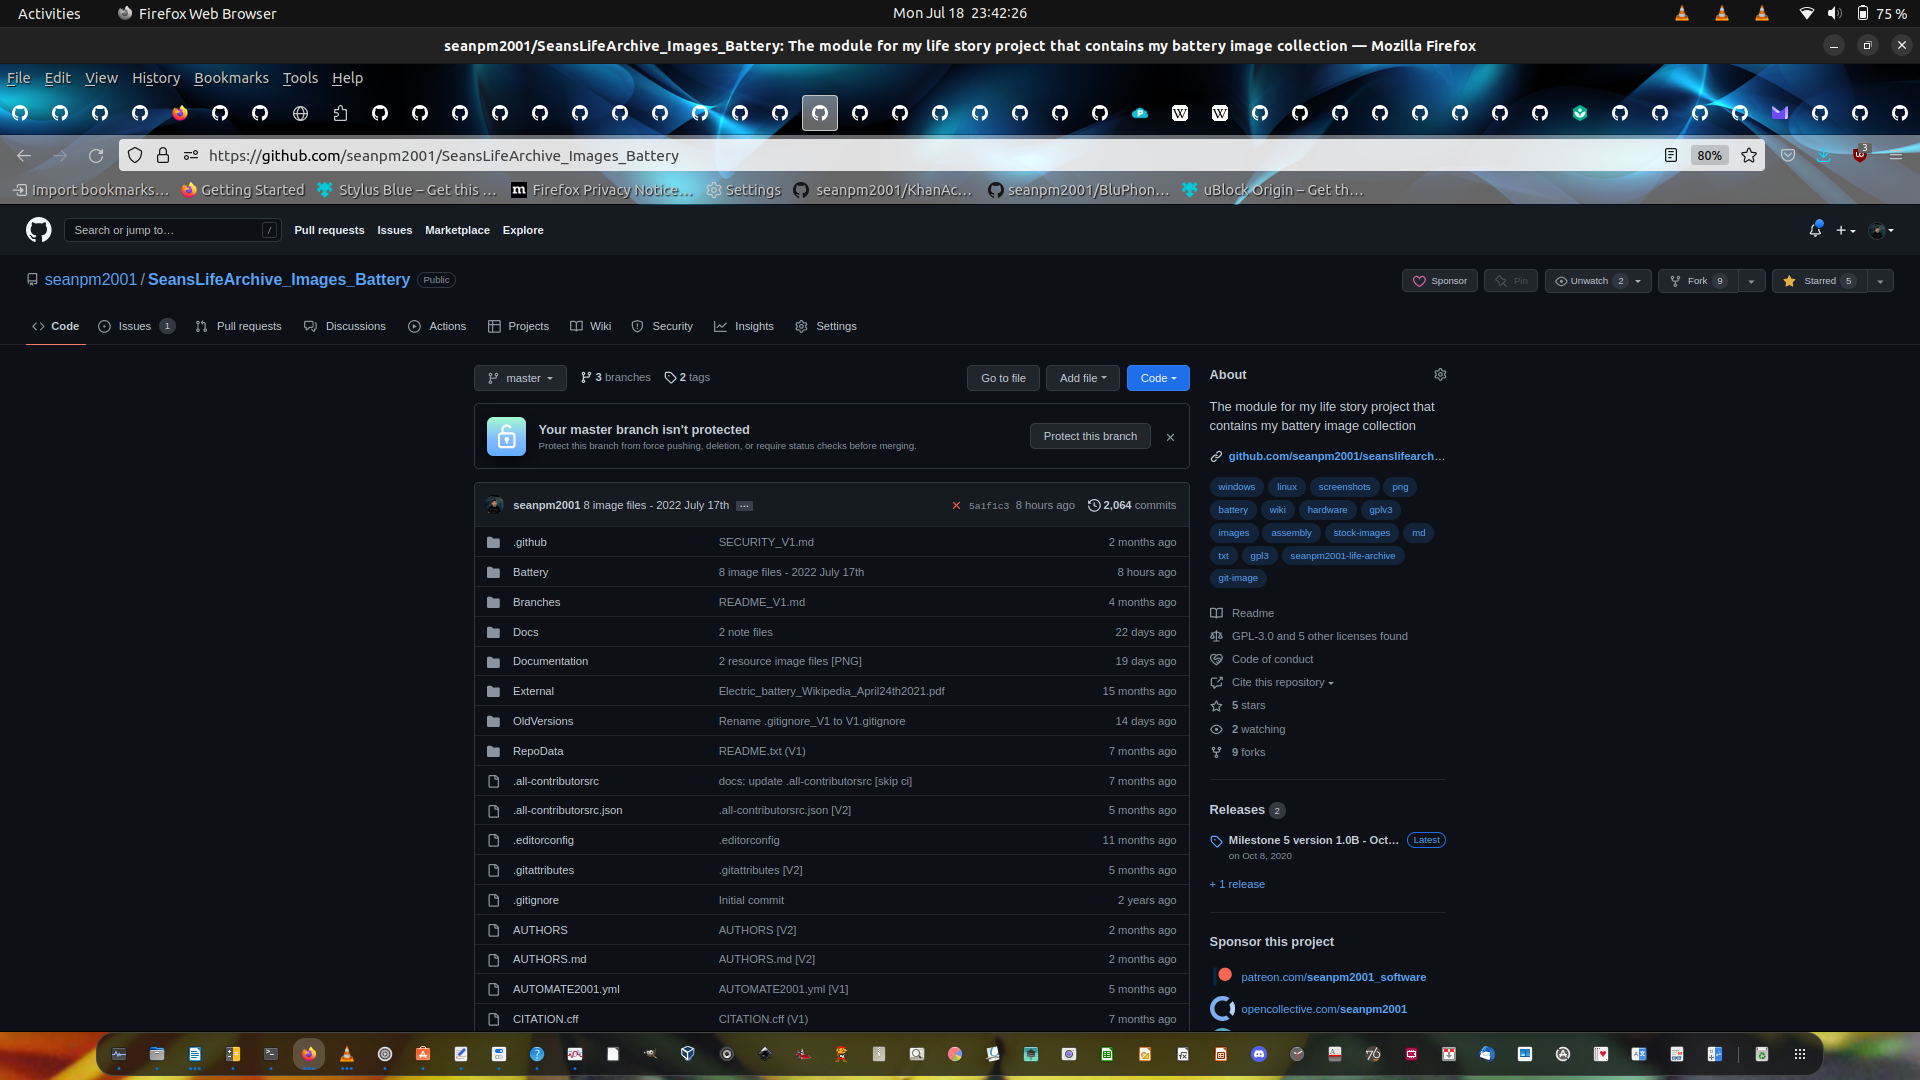 Activities Firefox Web Browser Mon Jul 18 23:42:26 75 %
seanpm2001/SeansLifeArchive_Images_Battery: The module for my life story project that contains my battery image collection — Mozilla Firefox
File Edit View History Bookmarks Tools Help
https://github.com/seanpm2001/SeansLifeArchive_Images_Battery 80% 3
Import bookmarks… Getting Started Stylus Blue – Get this … Firefox Privacy Notice… Settings seanpm2001/KhanAc… seanpm2001/BluPhon… uBlock Origin – Get th…
Search or jump to… / Pull requests Issues Marketplace Explore
seanpm2001 / SeansLifeArchive_Images_Battery Public Sponsor Pin Unwatch 2 Fork 9 Starred 5
Code Issues 1 Pull requests Discussions Actions Projects Wiki Security Insights Settings
master 3 branches 2 tags Go to file Add file Code
Your master branch isn't protected
Protect this branch from force pushing, deletion, or require status checks before merging.
Protect this branch
seanpm2001 8 image files - 2022 July 17th … 5a1f1c3 8 hours ago 2,064 commits
.github SECURITY_V1.md 2 months ago
Battery 8 image files - 2022 July 17th 8 hours ago
Branches README_V1.md 4 months ago
Docs 2 note files 22 days ago
Documentation 2 resource image files [PNG] 19 days ago
External Electric_battery_Wikipedia_April24th2021.pdf 15 months ago
OldVersions Rename .gitignore_V1 to V1.gitignore 14 days ago
RepoData README.txt (V1) 7 months ago
.all-contributorsrc docs: update .all-contributorsrc [skip ci] 7 months ago
.all-contributorsrc.json .all-contributorsrc.json [V2] 5 months ago
.editorconfig .editorconfig 11 months ago
.gitattributes .gitattributes [V2] 5 months ago
.gitignore Initial commit 2 years ago
AUTHORS AUTHORS [V2] 2 months ago
AUTHORS.md AUTHORS.md [V2] 2 months ago
AUTOMATE2001.yml AUTOMATE2001.yml [V1] 5 months ago
CITATION.cff CITATION.cff (V1) 7 months ago
About
The module for my life story project that
contains my battery image collection
github.com/seanpm2001/seanslifearch…
windows linux screenshots png
battery wiki hardware gplv3
images assembly stock-images md
txt gpl3 seanpm2001-life-archive
git-image
Readme
GPL-3.0 and 5 other licenses found
Code of conduct
Cite this repository
5 stars
2 watching
9 forks
Releases 2
Milestone 5 version 1.0B - Oct… Latest
on Oct 8, 2020
+ 1 release
Sponsor this project
patreon.com/seanpm2001_software
opencollective.com/seanpm2001